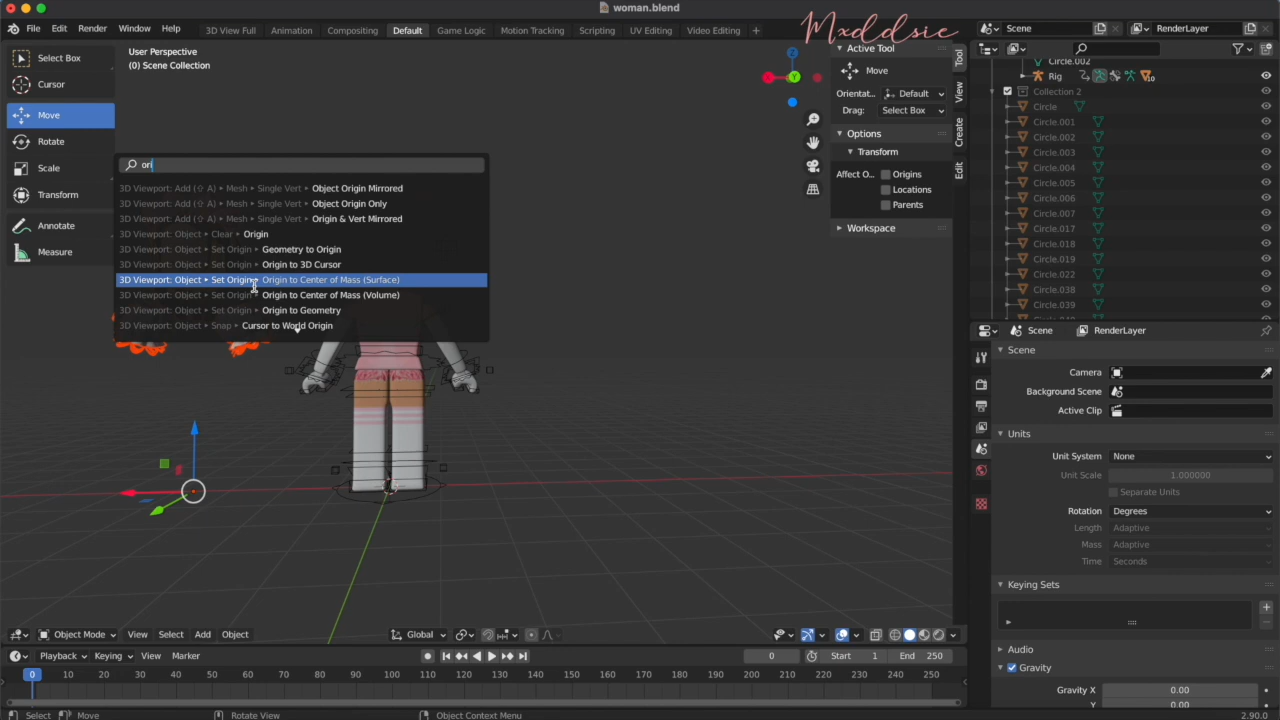 woman.blend
File Edit Render Window Help
3D View Full Animation Compositing Default Game Logic Motion Tracking Scripting UV Editing Video Editing +
Mxddsie
Scene RenderLayer
Select Box
Cursor
Move
Rotate
Scale
Transform
Annotate
Measure
User Perspective
(0) Scene Collection
ori
3D Viewport: Add (⇧ A) ▸ Mesh ▸ Single Vert ▸ Object Origin Mirrored
3D Viewport: Add (⇧ A) ▸ Mesh ▸ Single Vert ▸ Object Origin Only
3D Viewport: Add (⇧ A) ▸ Mesh ▸ Single Vert ▸ Origin & Vert Mirrored
3D Viewport: Object ▸ Clear ▸ Origin
3D Viewport: Object ▸ Set Origin ▸ Geometry to Origin
3D Viewport: Object ▸ Set Origin ▸ Origin to 3D Cursor
3D Viewport: Object ▸ Set Origin ▸ Origin to Center of Mass (Surface)
3D Viewport: Object ▸ Set Origin ▸ Origin to Center of Mass (Volume)
3D Viewport: Object ▸ Set Origin ▸ Origin to Geometry
3D Viewport: Object ▸ Snap ▸ Cursor to World Origin
Z
Y
Active Tool
Move
Orientat... Default
Drag: Select Box
Options
Transform
Affect O... Origins
Locations
Parents
Workspace
Tool
View
Create
Edit
Circle.002
Rig 10
Collection 2
Circle
Circle.001
Circle.002
Circle.003
Circle.004
Circle.005
Circle.006
Circle.007
Circle.017
Circle.018
Circle.019
Circle.022
Circle.038
Circle.039
Scene RenderLayer
Scene
Camera
Background Scene
Active Clip
Units
Unit System None
Unit Scale 1.000000
Separate Units
Rotation Degrees
Length Adaptive
Mass Adaptive
Time Seconds
Keying Sets
Audio
Gravity
Gravity X 0.00
Y 0.00
Object Mode View Select Add Object Global
Playback Keying View Marker 0 Start 1 End 250
0 10 20 30 40 50 60 70 80 90 100 110 120 130 140 150 160 170 180 190 200 210 220 230 240 250
Select Move Rotate View Object Context Menu 2.90.0